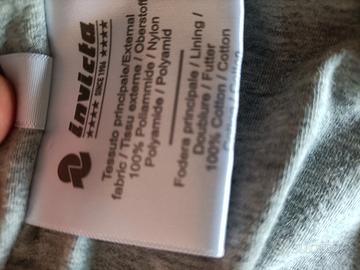 invicta
★★★★ SINCE 1906 ★★★★
Tessuto principale/External
fabric / Tissu externe / Oberstoff
100% Poliammide / Nylon
Polyamide / Polyamid
Fodera principale / Lining /
Doublure / Futter
100% Cotone / Cotton